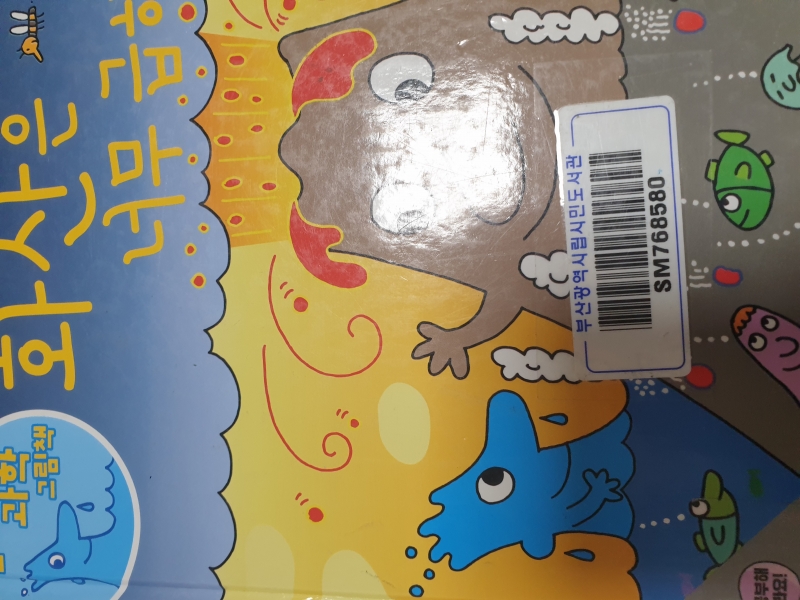 화산은
너무
과학
그림책
부산광역시립시민도서관
SM768580